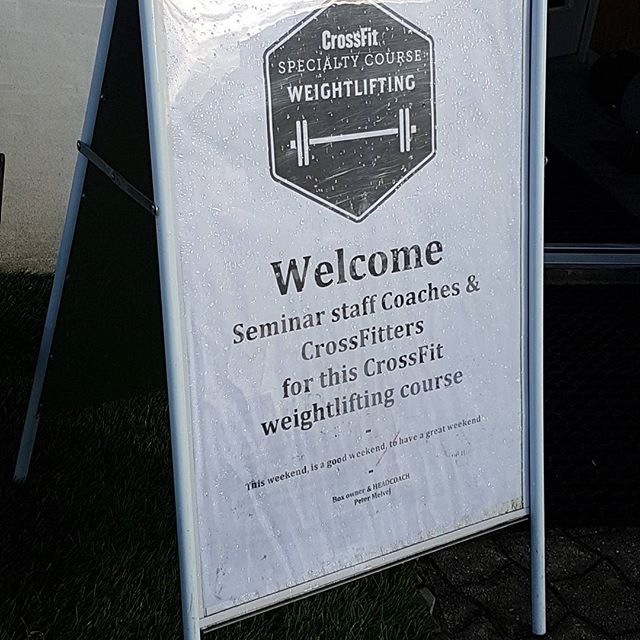 CrossFit
SPECIALTY COURSE
WEIGHTLIFTING
Welcome
Seminar staff Coaches &
CrossFitters
for this CrossFit
weightlifting course
-
This weekend, is a good weekend, to have a great weekend
-
Box owner & HEADCOACH
Peter Melvej